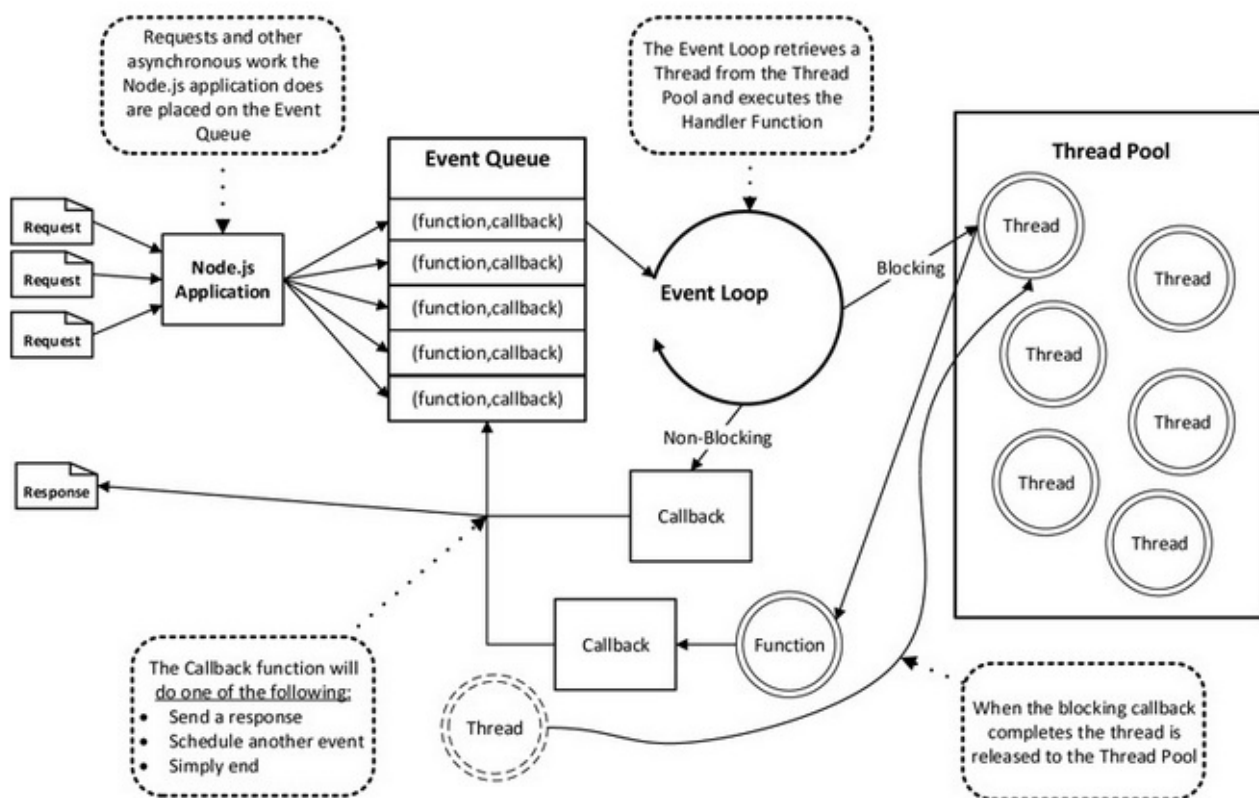 Requests and other
asynchronous work the
Node.js application does
are placed on the Event
Queue
The Event Loop retrieves a
Thread from the Thread
Pool and executes the
Handler Function
Event Queue
(function,callback)
(function,callback)
(function,callback)
(function,callback)
(function,callback)
Request
Request
Request
Node.js
Application
Event Loop
Blocking
Non-Blocking
Thread Pool
Thread
Thread
Thread
Thread
Thread
Thread
Response
Callback
Callback
Function
Thread
The Callback function will
do one of the following:
• Send a response
• Schedule another event
• Simply end
When the blocking callback
completes the thread is
released to the Thread Pool